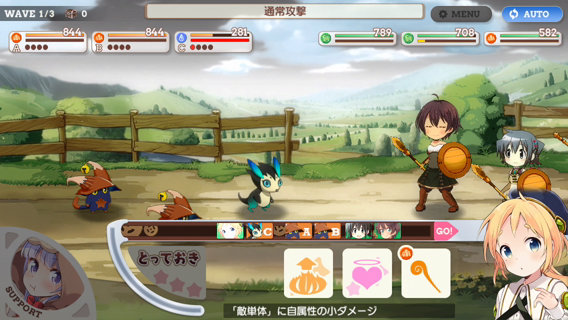 WAVE 1/3
0
通常攻撃
MENU
AUTO
844
A
844
B
281
C
789
708
582
C
A
B
GO!
とっておき
SUPPORT
「敵単体」に自属性の小ダメージ